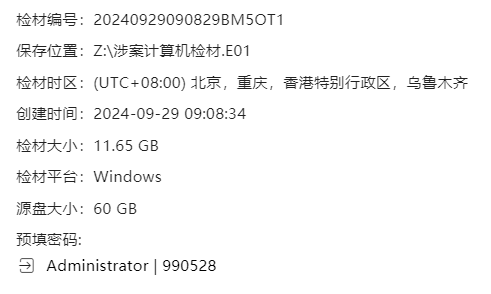 检材编号：20240929090829BM5OT1
保存位置：Z:\涉案计算机检材.E01
检材时区：(UTC+08:00) 北京，重庆，香港特别行政区，乌鲁木齐
创建时间：2024-09-29 09:08:34
检材大小：11.65 GB
检材平台：Windows
源盘大小：60 GB
预填密码:
Administrator | 990528